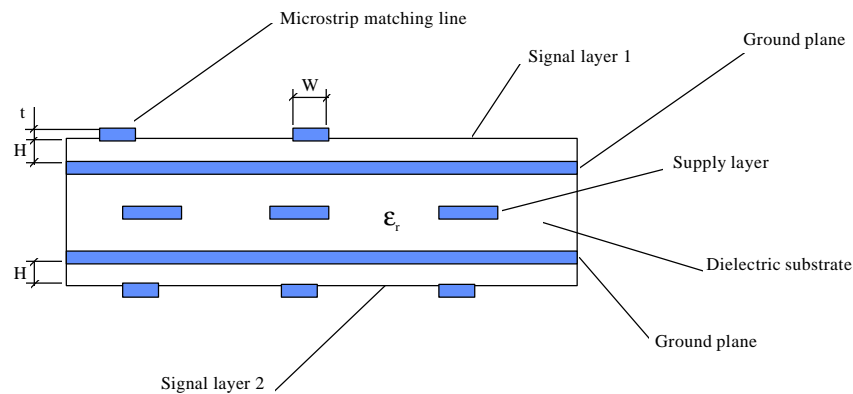 Microstrip matching line
Signal layer 1
Ground plane
W
t
H
Supply layer
εr
H
Dielectric substrate
Ground plane
Signal layer 2